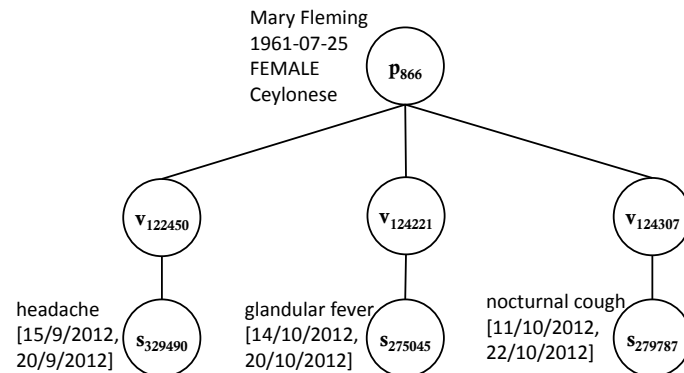 Mary Fleming
1961-07-25
FEMALE
Ceylonese
p866
v122450
v124221
v124307
headache
[15/9/2012,
20/9/2012]
s329490
glandular fever
[14/10/2012,
20/10/2012]
s275045
nocturnal cough
[11/10/2012,
22/10/2012]
s279787